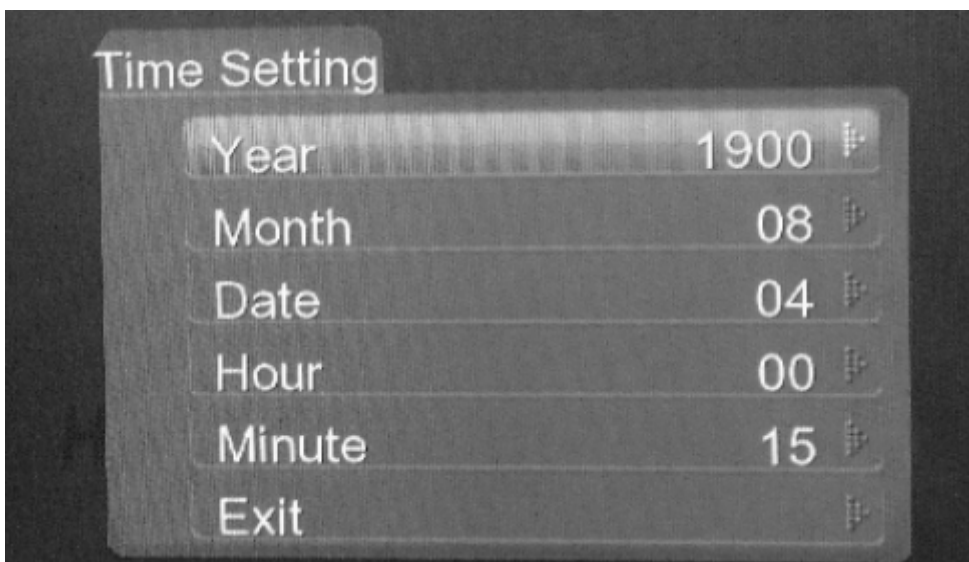 Time Setting
Year 1900
Month 08
Date 04
Hour 00
Minute 15
Exit